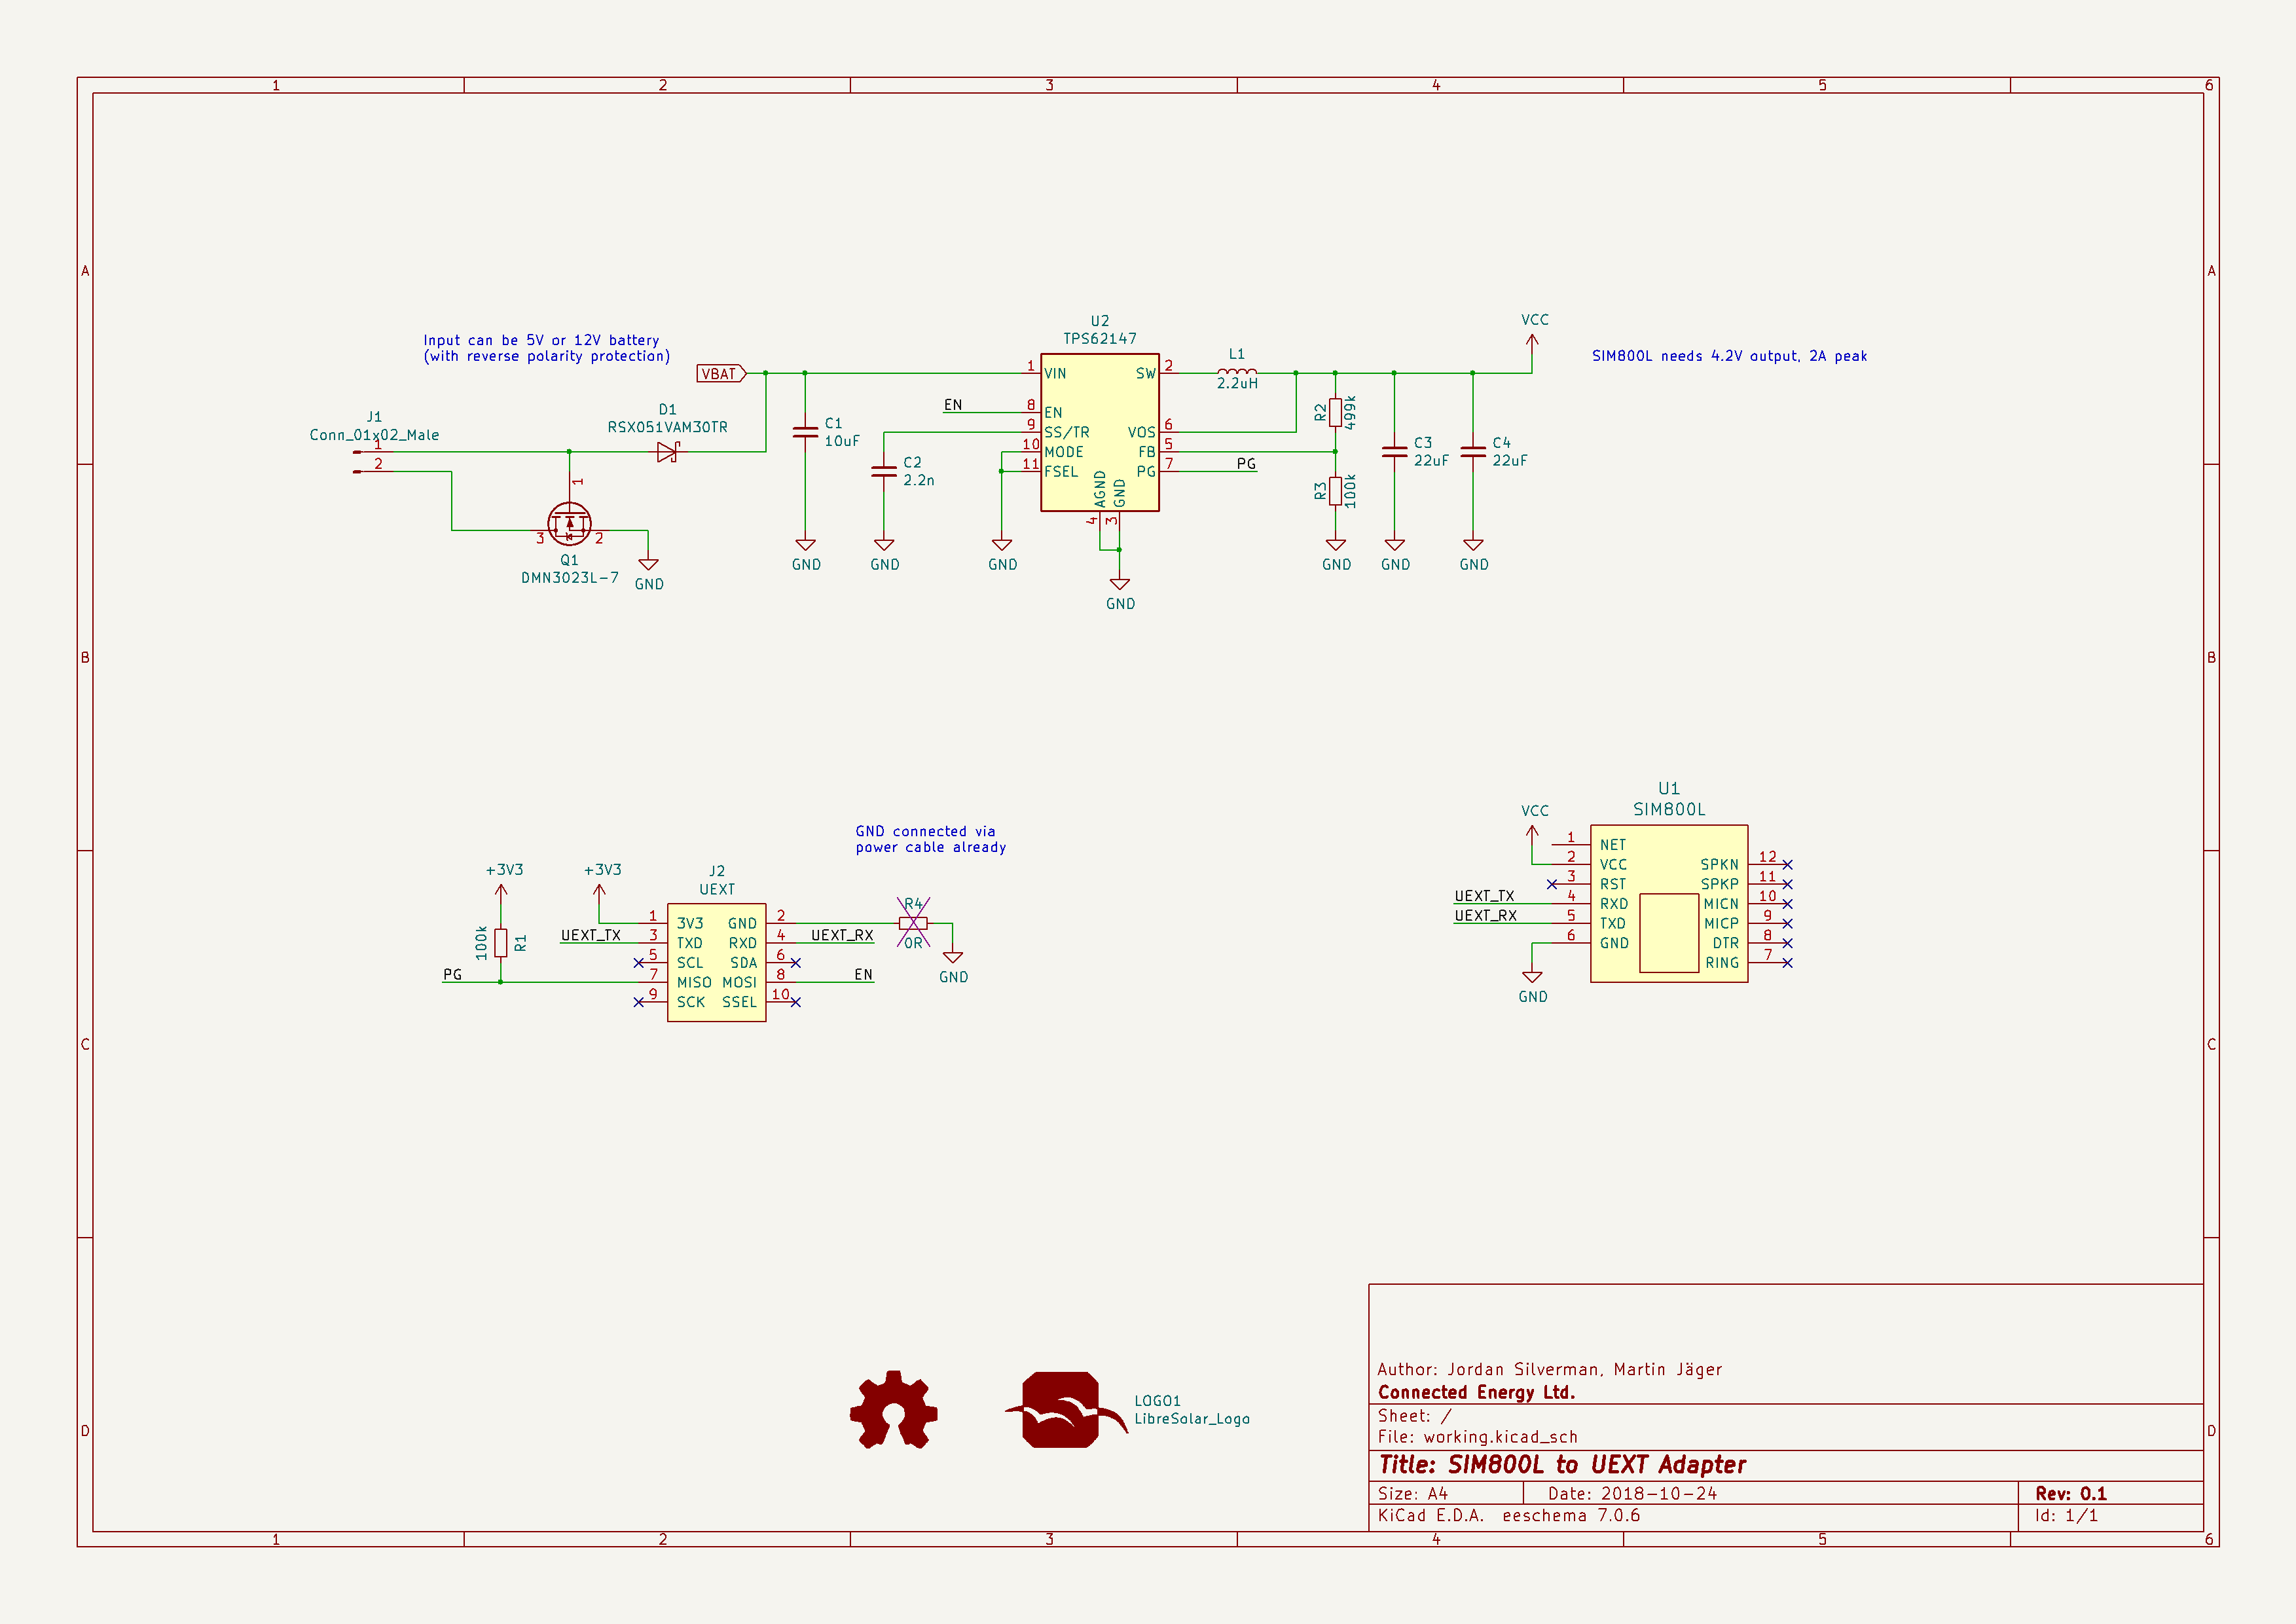 1 2 3 4 5 6
A A
B B
C C
D D
Input can be 5V or 12V battery
(with reverse polarity protection)
J1
Conn_01x02_Male
1
2
D1
RSX051VAM30TR
1
3 2
Q1
DMN3023L-7
GND
VBAT
C1
10uF
GND
C2
2.2n
GND
GND
EN
U2
TPS62147
1 VIN
8 EN
9 SS/TR
10 MODE
11 FSEL
SW 2
VOS 6
FB 5
PG 7
AGND 4
GND 3
GND
PG
L1
2.2uH
R2 499k
R3 100k
GND
C3
22uF
GND
C4
22uF
GND
VCC
SIM800L needs 4.2V output, 2A peak
GND connected via
power cable already
+3V3
+3V3
100k R1
PG
UEXT_TX
J2
UEXT
1 3V3 GND 2
3 TXD RXD 4
5 SCL SDA 6
7 MISO MOSI 8
9 SCK SSEL 10
UEXT_RX
EN
R4
0R
GND
U1
SIM800L
VCC
1 NET
2 VCC SPKN 12
3 RST SPKP 11
4 RXD MICN 10
5 TXD MICP 9
6 GND DTR 8
RING 7
UEXT_TX
UEXT_RX
GND
LOGO1
LibreSolar_Logo
Author: Jordan Silverman, Martin Jäger
Connected Energy Ltd.
Sheet: /
File: working.kicad_sch
Title: SIM800L to UEXT Adapter
Size: A4 Date: 2018-10-24 Rev: 0.1
KiCad E.D.A. eeschema 7.0.6 Id: 1/1
1 2 3 4 5 6